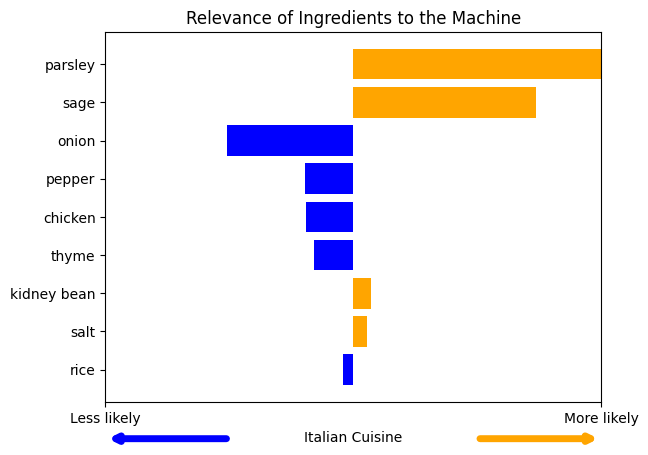 Relevance of Ingredients to the Machine
parsley
sage
onion
pepper
chicken
thyme
kidney bean
salt
rice
Less likely
More likely
Italian Cuisine